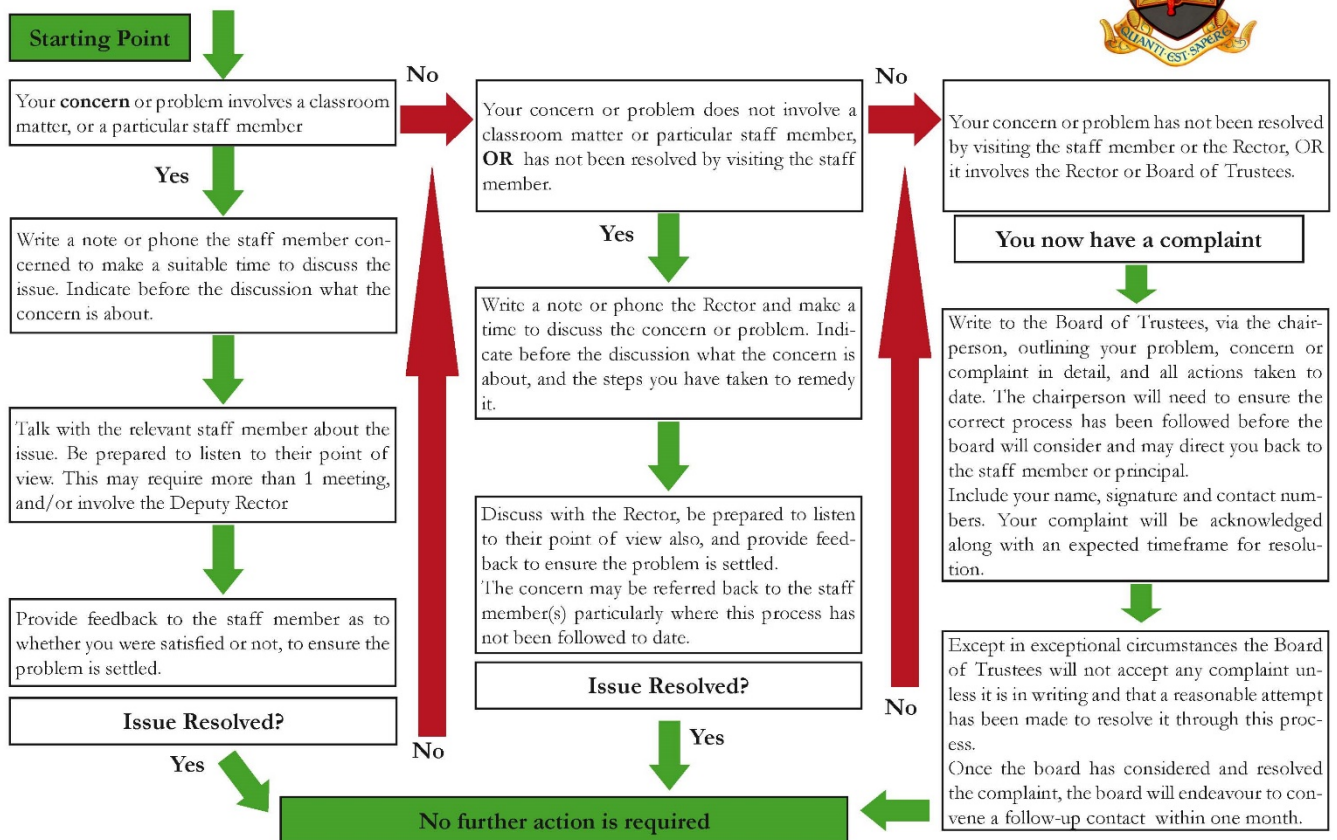 Starting Point
Your concern or problem involves a classroom
matter, or a particular staff member
Yes
Write a note or phone the staff member con-
cerned to make a suitable time to discuss the
issue. Indicate before the discussion what the
concern is about.
Talk with the relevant staff member about the
issue. Be prepared to listen to their point of
view. This may require more than 1 meeting,
and/or involve the Deputy Rector
Provide feedback to the staff member as to
whether you were satisfied or not, to ensure the
problem is settled.
Issue Resolved?
Yes
No
No
Your concern or problem does not involve a
classroom matter or particular staff member,
OR has not been resolved by visiting the staff
member.
Yes
Write a note or phone the Rector and make a
time to discuss the concern or problem. Indi-
cate before the discussion what the concern is
about, and the steps you have taken to remedy
it.
Discuss with the Rector, be prepared to listen
to their point of view also, and provide feed-
back to ensure the problem is settled.
The concern may be referred back to the staff
member(s) particularly where this process has
not been followed to date.
Issue Resolved?
Yes
No
No
QUANTI EST SAPERE
Your concern or problem has not been resolved
by visiting the staff member or the Rector, OR
it involves the Rector or Board of Trustees.
You now have a complaint
Write to the Board of Trustees, via the chair-
person, outlining your problem, concern or
complaint in detail, and all actions taken to
date. The chairperson will need to ensure the
correct process has been followed before the
board will consider and may direct you back to
the staff member or principal.
Include your name, signature and contact num-
bers. Your complaint will be acknowledged
along with an expected timeframe for resolu-
tion.
Except in exceptional circumstances the Board
of Trustees will not accept any complaint un-
less it is in writing and that a reasonable attempt
has been made to resolve it through this proc-
ess.
Once the board has considered and resolved
the complaint, the board will endeavour to con-
vene a follow-up contact within one month.
No further action is required